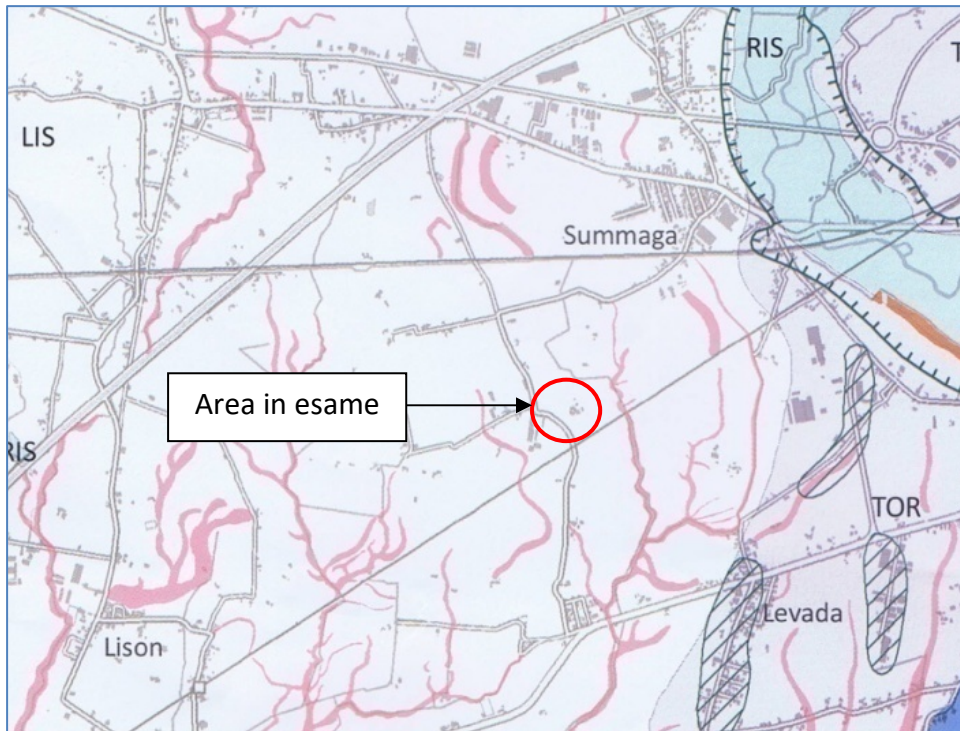 RIS
T
LIS
Summaga
Area in esame
RIS
TOR
Levada
Lison